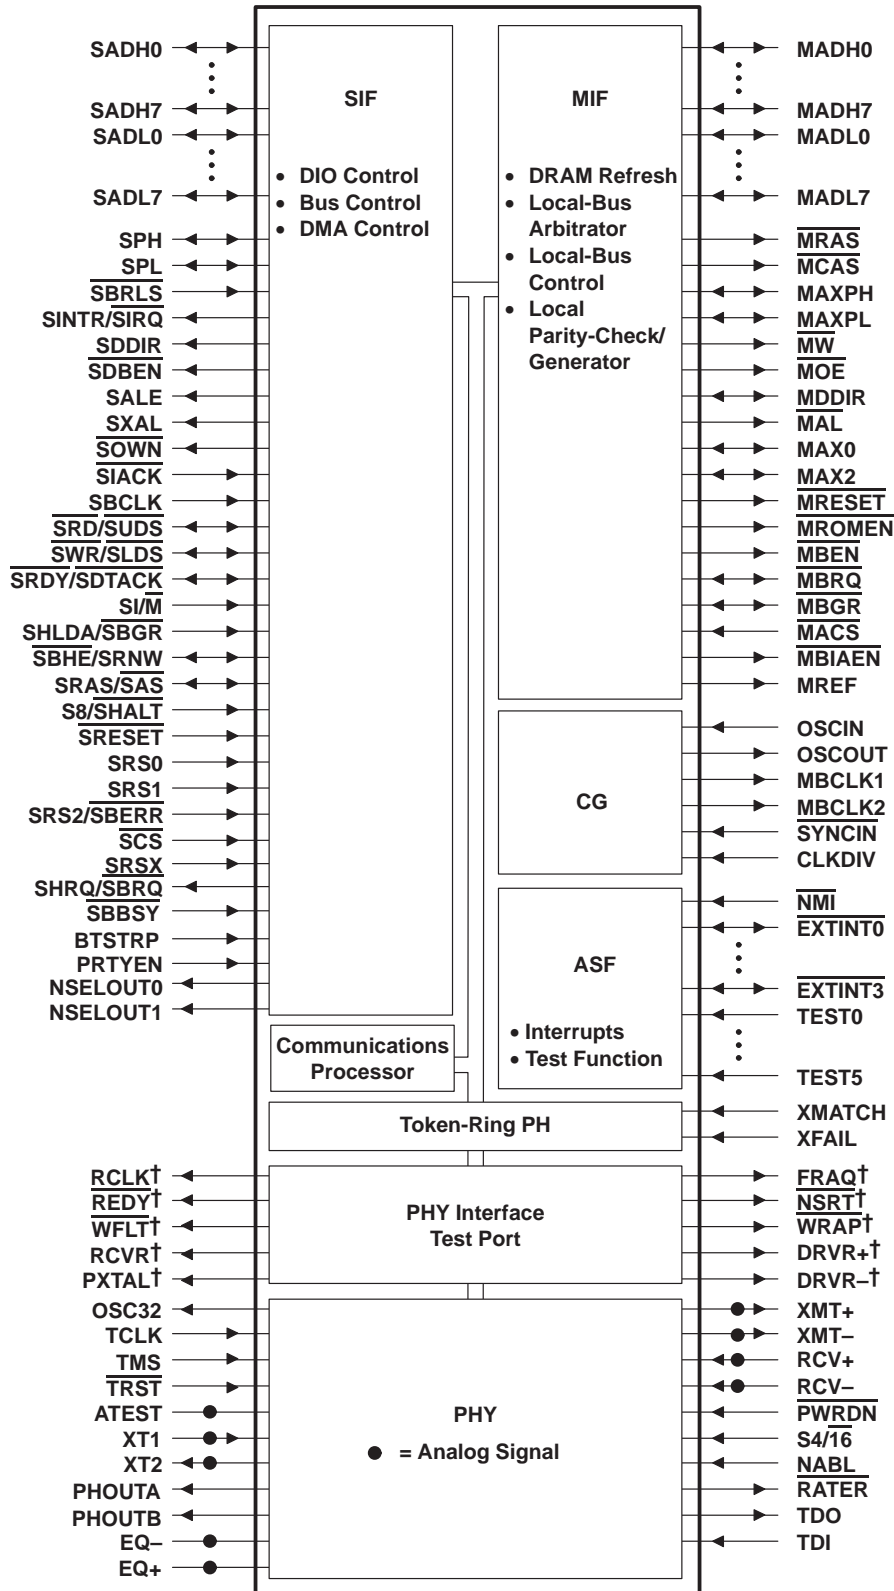 SADH0
SADH7
SADL0
SADL7
SPH
SPL
SBRLS
SINTR/SIRQ
SDDIR
SDBEN
SALE
SXAL
SOWN
SIACK
SBCLK
SRD/SUDS
SWR/SLDS
SRDY/SDTACK
SI/M
SHLDA/SBGR
SBHE/SRNW
SRAS/SAS
S8/SHALT
SRESET
SRS0
SRS1
SRS2/SBERR
SCS
SRSX
SHRQ/SBRQ
SBBSY
BTSTRP
PRTYEN
NSELOUT0
NSELOUT1
SIF
• DIO Control
• Bus Control
• DMA Control
MIF
• DRAM Refresh
• Local-Bus
Arbitrator
• Local-Bus
Control
• Local
Parity-Check/
Generator
MADH0
MADH7
MADL0
MADL7
MRAS
MCAS
MAXPH
MAXPL
MW
MOE
MDDIR
MAL
MAX0
MAX2
MRESET
MROMEN
MBEN
MBRQ
MBGR
MACS
MBIAEN
MREF
CG
OSCIN
OSCOUT
MBCLK1
MBCLK2
SYNCIN
CLKDIV
ASF
• Interrupts
• Test Function
NMI
EXTINT0
EXTINT3
TEST0
TEST5
Communications
Processor
Token-Ring PH
XMATCH
XFAIL
RCLK†
REDY†
WFLT†
RCVR†
PXTAL†
PHY Interface
Test Port
FRAQ†
NSRT†
WRAP†
DRVR+†
DRVR–†
OSC32
TCLK
TMS
TRST
ATEST
XT1
XT2
PHOUTA
PHOUTB
EQ–
EQ+
PHY
● = Analog Signal
XMT+
XMT–
RCV+
RCV–
PWRDN
S4/16
NABL
RATER
TDO
TDI